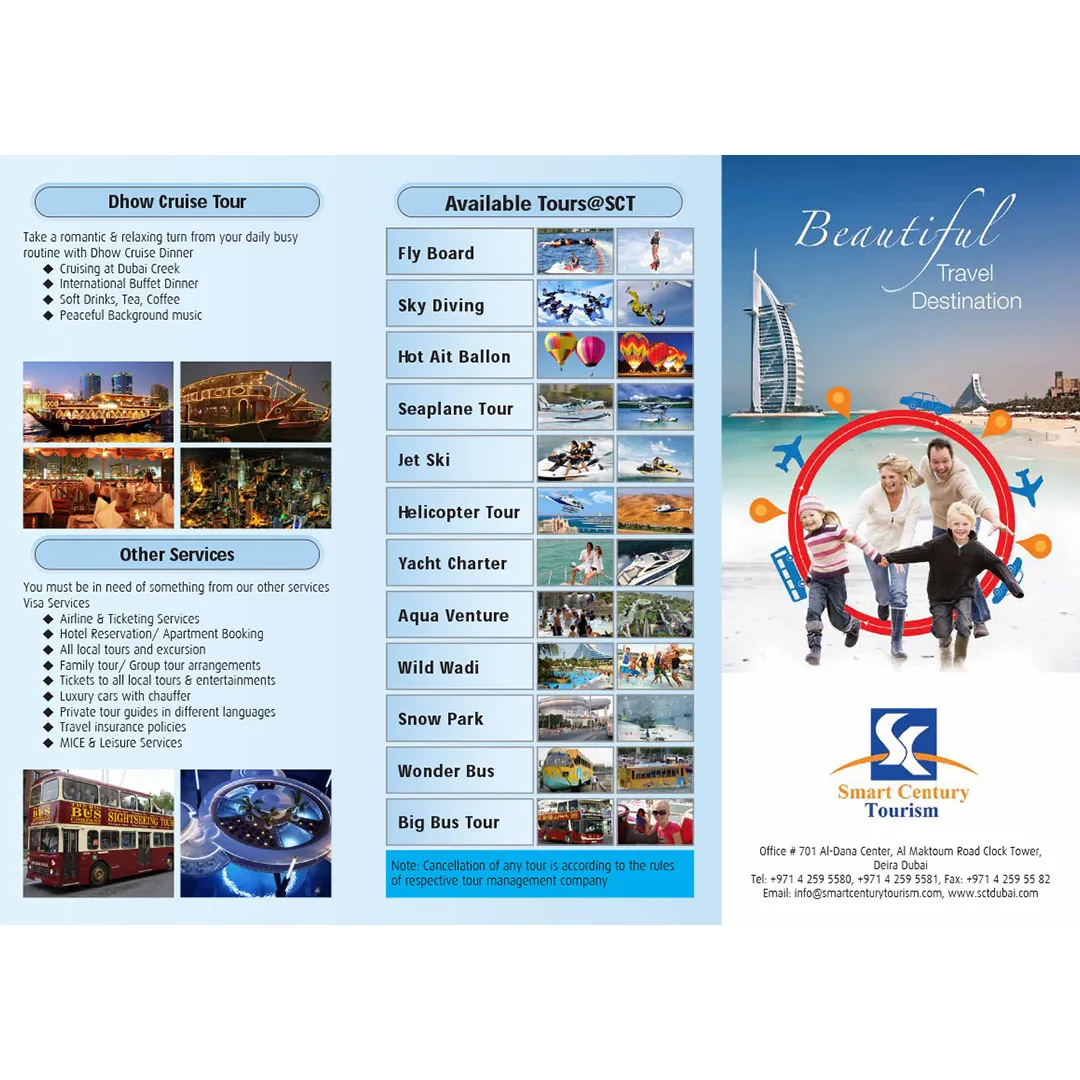 Dhow Cruise Tour
Take a romantic & relaxing turn from your daily busy
routine with Dhow Cruise Dinner
◆ Cruising at Dubai Creek
◆ International Buffet Dinner
◆ Soft Drinks, Tea, Coffee
◆ Peaceful Background music
Other Services
You must be in need of something from our other services
Visa Services
◆ Airline & Ticketing Services
◆ Hotel Reservation/ Apartment Booking
◆ All local tours and excursion
◆ Family tour/ Group tour arrangements
◆ Tickets to all local tours & entertainments
◆ Luxury cars with chauffer
◆ Private tour guides in different languages
◆ Travel insurance policies
◆ MICE & Leisure Services
THE BIG
BUS
COMPANY
SIGHTSEEING TOUR
Available Tours@SCT
Fly Board
Sky Diving
Hot Ait Ballon
Seaplane Tour
Jet Ski
Helicopter Tour
Yacht Charter
Aqua Venture
Wild Wadi
Snow Park
Wonder Bus
Big Bus Tour
Note: Cancellation of any tour is according to the rules
of respective tour management company
Beautiful
Travel
Destination
Smart Century
Tourism
Office # 701 Al-Dana Center, Al Maktoum Road Clock Tower,
Deira Dubai
Tel: +971 4 259 5580, +971 4 259 5581, Fax: +971 4 259 55 82
Email: info@smartcenturytourism.com, www.sctdubai.com